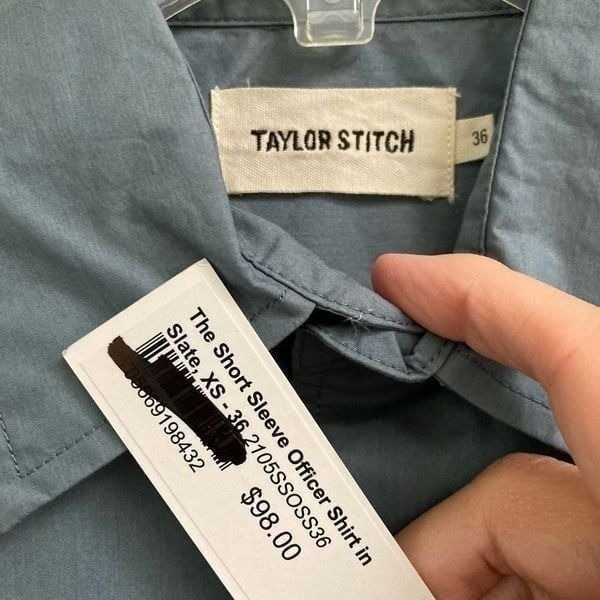 TAYLOR STITCH
36
The Short Sleeve Officer Shirt in
Slate, XS - 36
2105SSOSS36
$98.00